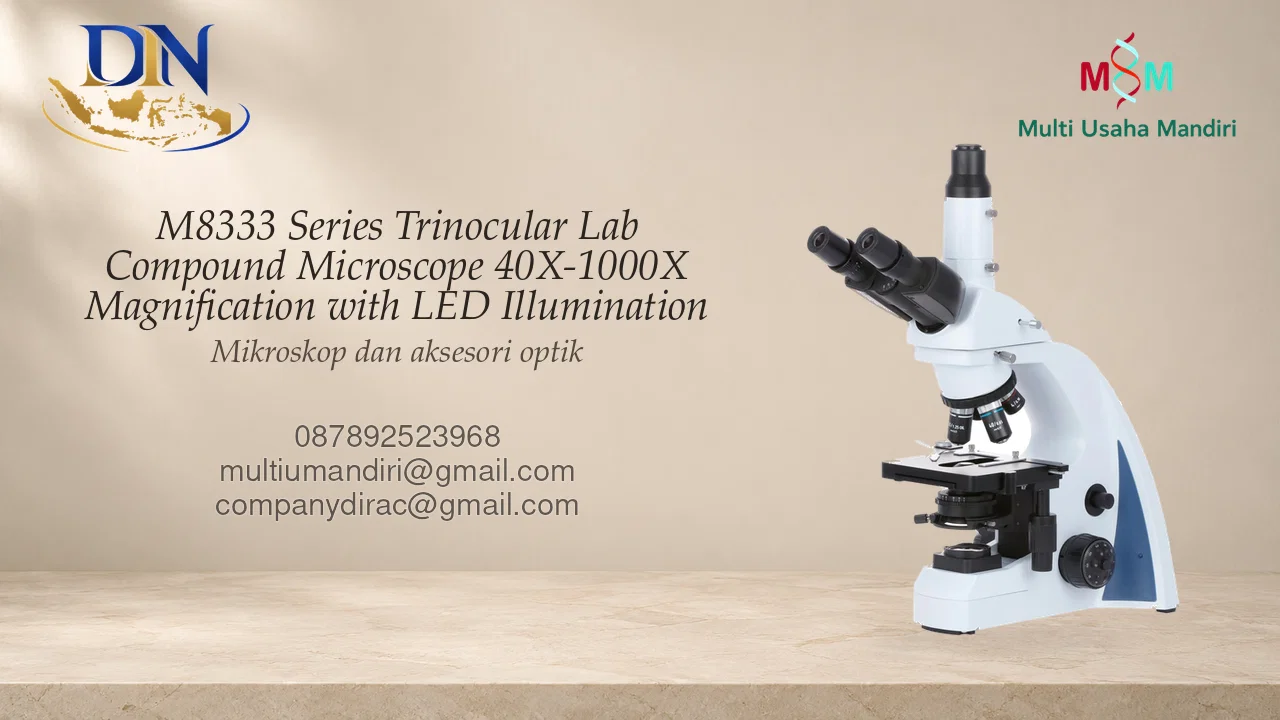 DN
M M
Multi Usaha Mandiri
M8333 Series Trinocular Lab
Compound Microscope 40X-1000X
Magnification with LED Illumination
Mikroskop dan aksesori optik
087892523968
multiumandiri@gmail.com
companydirac@gmail.com